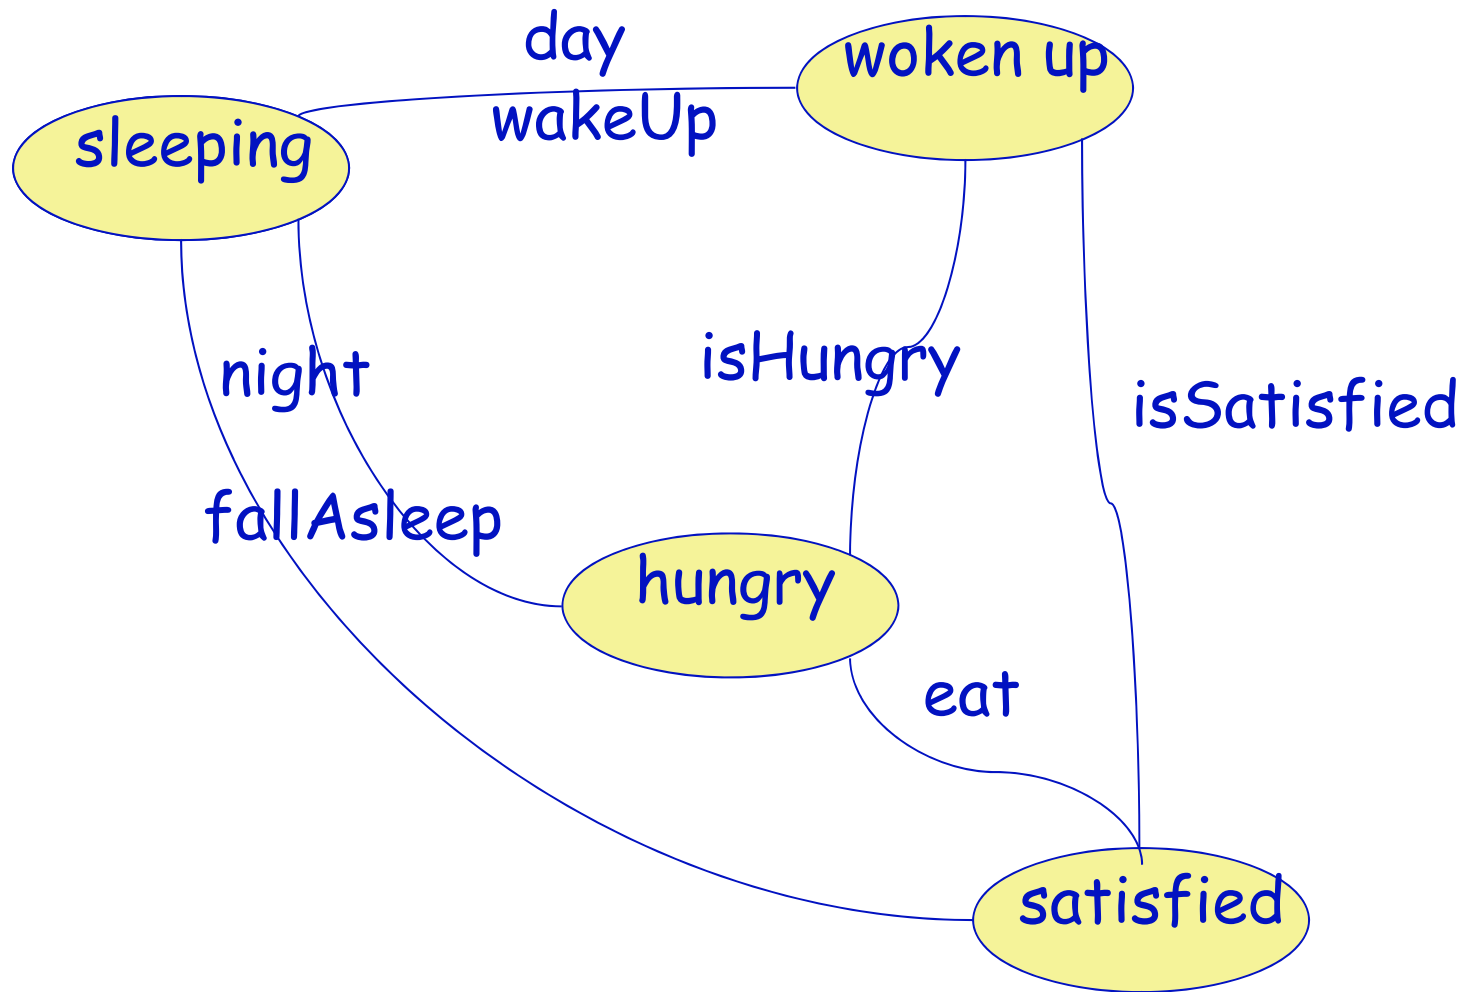 day
woken up
wakeUp
sleeping
night
isHungry
isSatisfied
fallAsleep
hungry
eat
satisfied